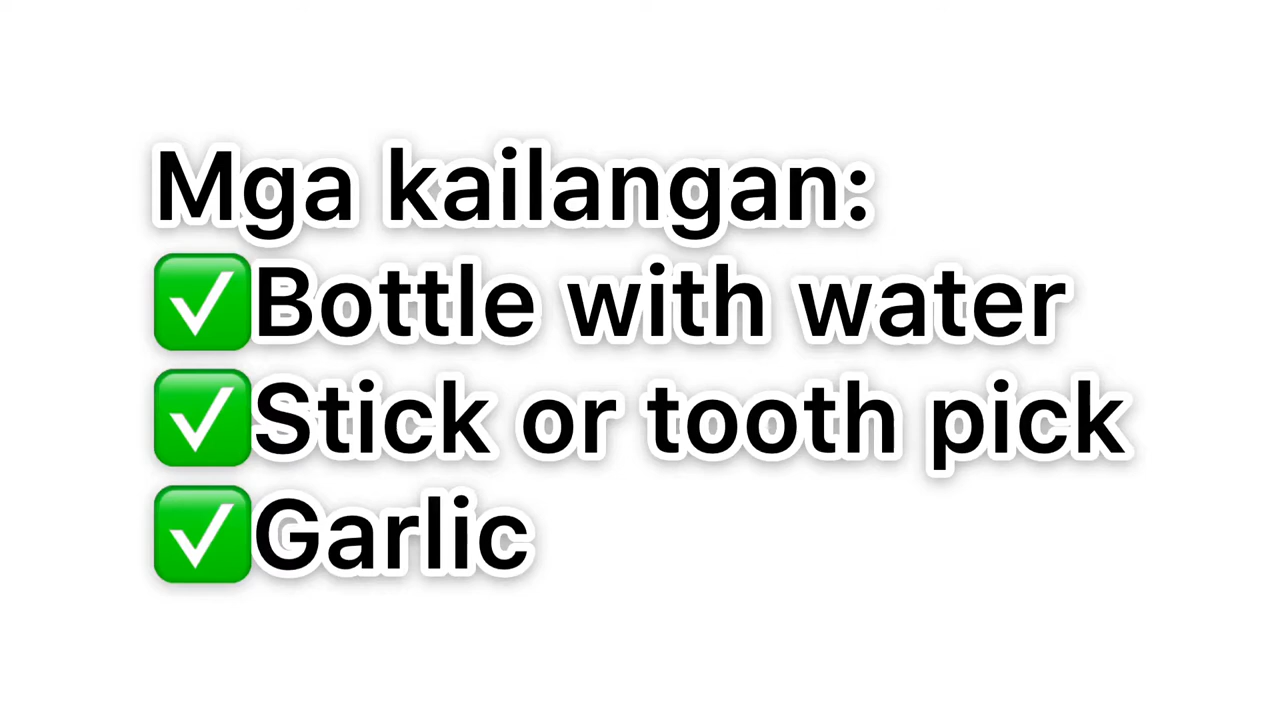 Mga kailangan:
✅Bottle with water
✅Stick or tooth pick
✅Garlic